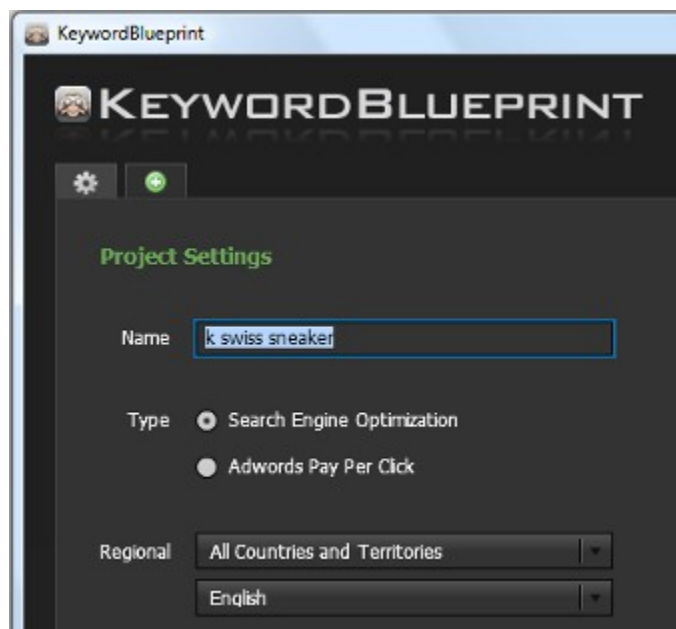 KeywordBlueprint
KEYWORDBLUEPRINT
Project Settings
Name
k swiss sneaker
Type
Search Engine Optimization
Adwords Pay Per Click
Regional
All Countries and Territories
English